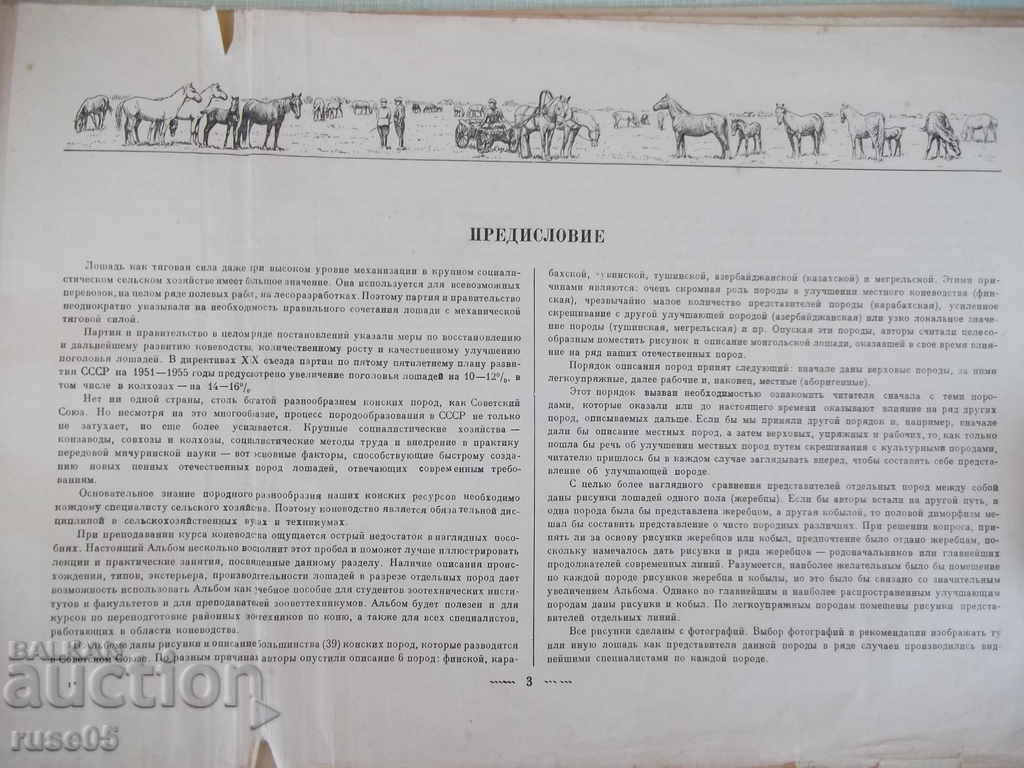 ПРЕДИСЛОВИЕ
Лошадь как тяговая сила даже при высоком уровне механизации в крупном социали-
стическом сельском хозяйстве имеет большое значение. Она используется для всевозможных
перевозок, на целом ряде полевых работ, на лесоразработках. Поэтому партия и правительство
неоднократно указывали на необходимость правильного сочетания лошади с механической
тяговой силой.
Партия и правительство в целом ряде постановлений указали меры по восстановлению
и дальнейшему развитию коневодства, количественному росту и качественному улучшению
поголовья лошадей. В директивах XIX съезда партии по пятому пятилетнему плану разви-
тия СССР на 1951—1955 годы предусмотрено увеличение поголовья лошадей на 10—12%, в
том числе в колхозах — на 14—16%.
Нет ни одной страны, столь богатой разнообразием конских пород, как Советский
Союз. Но несмотря на это многообразие, процесс породообразования в СССР не только
не затухает, но еще более усиливается. Крупные социалистические хозяйства —
конзаводы, совхозы и колхозы, социалистические методы труда и внедрение в практику
передовой мичуринской науки — вот основные факторы, способствующие быстрому созда-
нию новых ценных отечественных пород лошадей, отвечающих современным требо-
ваниям.
Основательное знание породного разнообразия наших конских ресурсов необходимо
каждому специалисту сельского хозяйства. Поэтому коневодство является обязательной дис-
циплиной в сельскохозяйственных вузах и техникумах.
При преподавании курса коневодства ощущается острый недостаток в наглядных посо-
биях. Настоящий Альбом несколько восполнит этот пробел и поможет лучше иллюстрировать
лекции и практические занятия, посвященные данному разделу. Наличие описания проис-
хождения, типов, экстерьера, производительности лошадей в разрезе отдельных пород дает
возможность использовать Альбом как учебное пособие для студентов зоотехнических инсти-
тутов и факультетов и для преподавателей зооветтехникумов. Альбом будет полезен и для
курсов по переподготовке районных зоотехников по коню, а также для всех специалистов,
работающих в области коневодства.
В Альбоме даны рисунки и описание большинства (39) конских пород, которые разводятся
в Советском Союзе. По разным причинам авторы опустили описание 6 пород: финской, кара-
бахской, тувинской, тушинской, азербайджанской (казахской) и мегрельской. Этими при-
чинами являются: очень скромная роль породы в улучшении местного коневодства (фин-
ская), чрезвычайно малое количество представителей породы (карабахская), усиленное
скрещивание с другой улучшающей породой (азербайджанская) или узко локальное значе-
ние породы (тушинская, мегрельская) и пр. Опуская эти породы, авторы считали целесо-
образным поместить рисунок и описание монгольской лошади, оказавшей в свое время влия-
ние на ряд наших отечественных пород.
Порядок описания пород принят следующий: вначале даны верховые породы, за ними
легкоупряжные, далее рабочие и, наконец, местные (аборигенные).
Этот порядок вызван необходимостью ознакомить читателя сначала с теми поро-
дами, которые оказали или до настоящего времени оказывают влияние на ряд других
пород, описываемых дальше. Если бы мы приняли другой порядок и, например, вначале
дали бы описание местных пород, а затем верховых, упряжных и рабочих, то, как только
пошла бы речь об улучшении местных пород путем скрещивания с культурными породами,
читателю пришлось бы в каждом случае заглядывать вперед, чтобы составить себе предста-
вление об улучшающей породе.
С целью более наглядного сравнения представителей отдельных пород между собой
даны рисунки лошадей одного пола (жеребцы). Если бы авторы встали на другой путь, и
одна порода была бы представлена жеребцом, а другая кобылой, то половой диморфизм ме-
шал бы составить представление о чисто породных различиях. При решении вопроса, при-
нять ли за основу рисунки жеребцов или кобыл, предпочтение было отдано жеребцам, по-
скольку намечалось дать рисунки и ряда жеребцов — родоначальников или главнейших
продолжателей современных линий. Разумеется, наиболее желательным было бы помещение
по каждой породе рисунков жеребца и кобылы, но это было бы связано со значительным
увеличением Альбома. Однако по главнейшим и наиболее распространенным улучшающим
породам даны рисунки и кобыл. По легкоупряжным породам помещены рисунки предста-
вителей отдельных линий.
Все рисунки сделаны с фотографий. Выбор фотографий и рекомендации изображать ту
или иную лошадь как представителя данной породы в ряде случаев производились вид-
нейшими специалистами по каждой породе.
1*
3
BALKAN
auction
ruse05